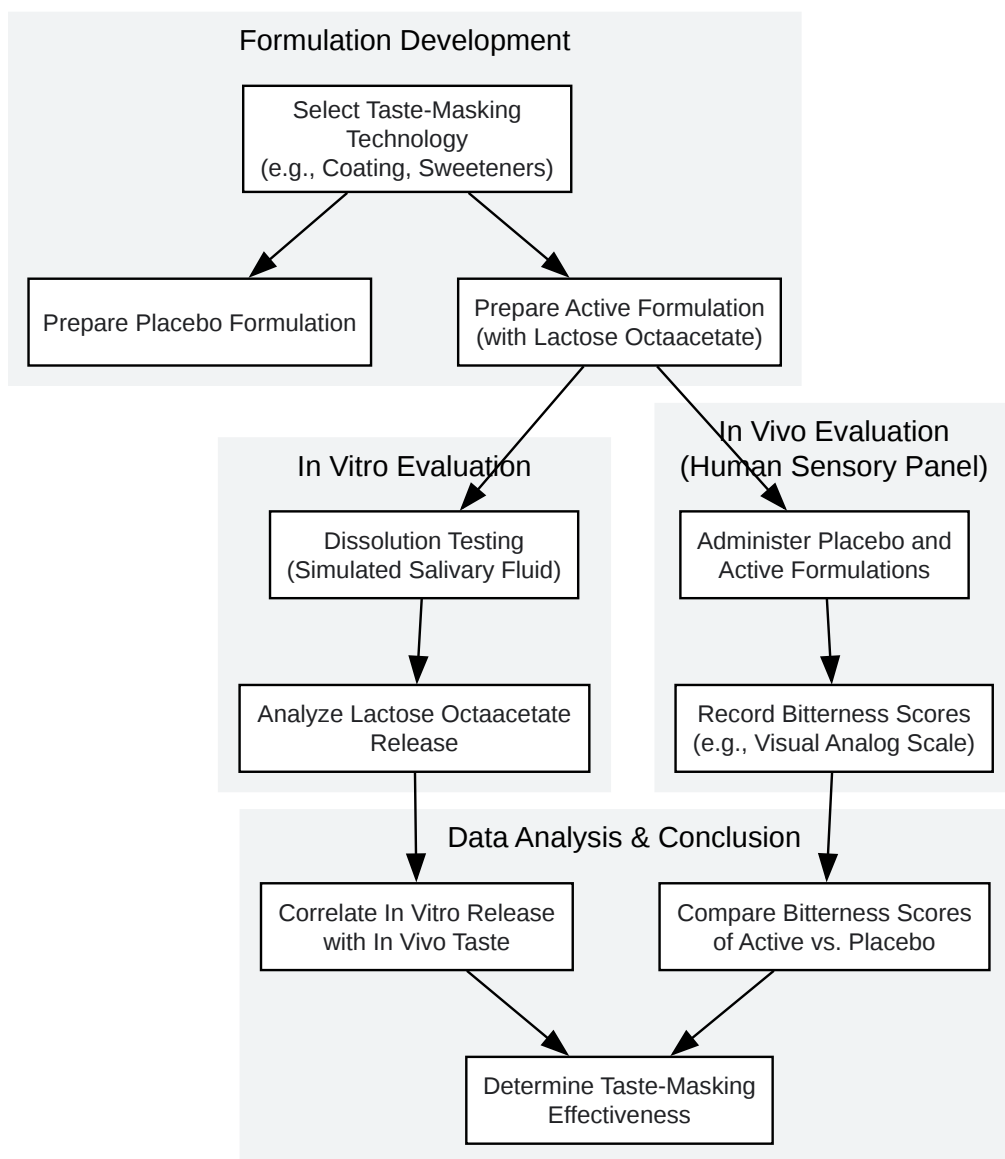 Formulation Development
Select Taste-Masking
Technology
(e.g., Coating, Sweeteners)
Prepare Placebo Formulation
Prepare Active Formulation
(with Lactose Octaacetate)
In Vitro Evaluation
In Vivo Evaluation
(Human Sensory Panel)
Dissolution Testing
(Simulated Salivary Fluid)
Administer Placebo and
Active Formulations
Analyze Lactose Octaacetate
Release
Record Bitterness Scores
(e.g., Visual Analog Scale)
Data Analysis & Conclusion
Correlate In Vitro Release
with In Vivo Taste
Compare Bitterness Scores
of Active vs. Placebo
Determine Taste-Masking
Effectiveness